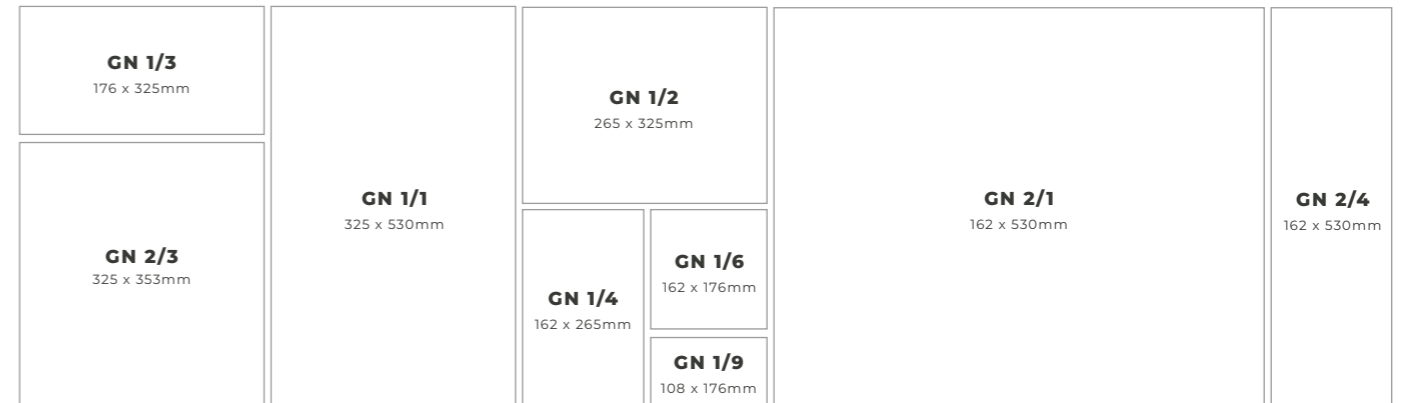 GN 1/3
176 x 325mm
GN 2/3
325 x 353mm
GN 1/1
325 x 530mm
GN 1/2
265 x 325mm
GN 1/4
162 x 265mm
GN 1/6
162 x 176mm
GN 1/9
108 x 176mm
GN 2/1
162 x 530mm
GN 2/4
162 x 530mm